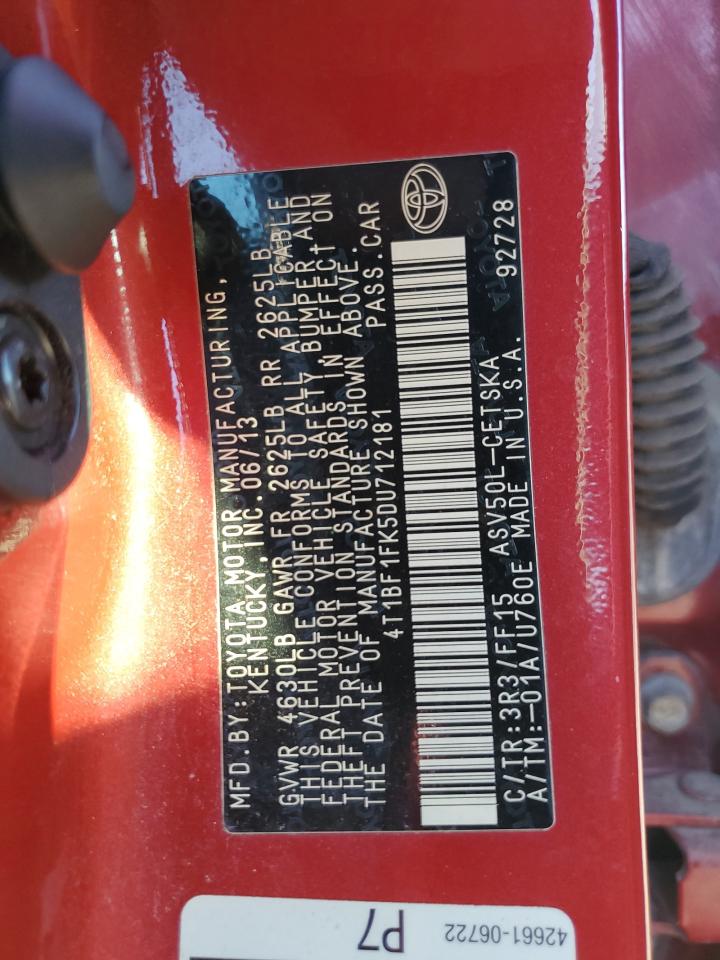 MFD.BY:TOYOTA MOTOR MANUFACTURING,
KENTUCKY,INC.06/13
GVWR 4630LB GAWR FR 2625LB RR 2625LB
THIS VEHICLE CONFORMS TO ALL APPLICABLE
FEDERAL MOTOR VEHICLE SAFETY, BUMPER AND
THEFT PREVENTION STANDARDS IN EFFECT ON
THE DATE OF MANUFACTURE SHOWN ABOVE.
4T1BF1FK5DU712181 PASS.CAR
C/TR:3R3/FF15 ASV50L-CETSKA
A/TM:-01A/U760E MADE IN U.S.A. 92728
P7
42661-06722